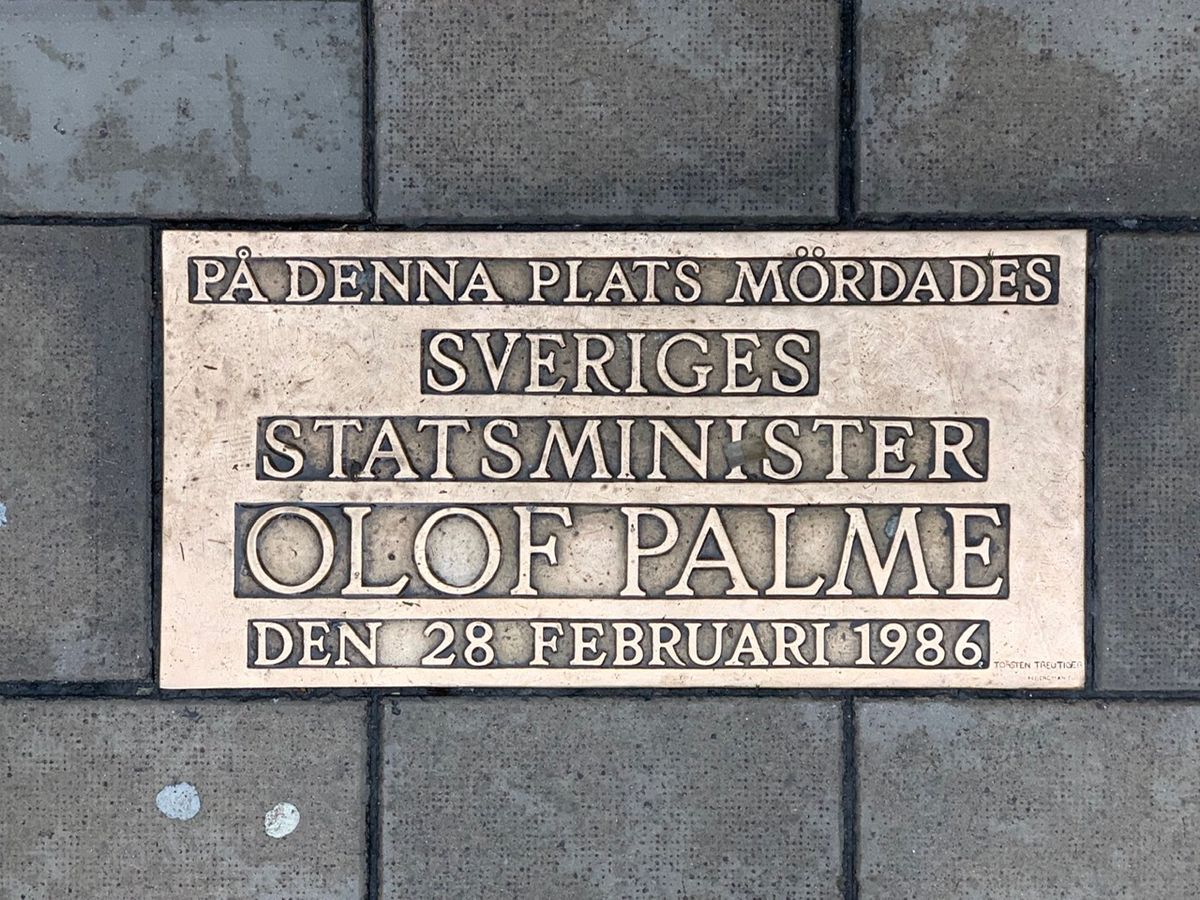 PÅ DENNA PLATS MÖRDADES
SVERIGES
STATSMINISTER
OLOF PALME
DEN 28 FEBRUARI 1986
TORSTEN TREUTIGER